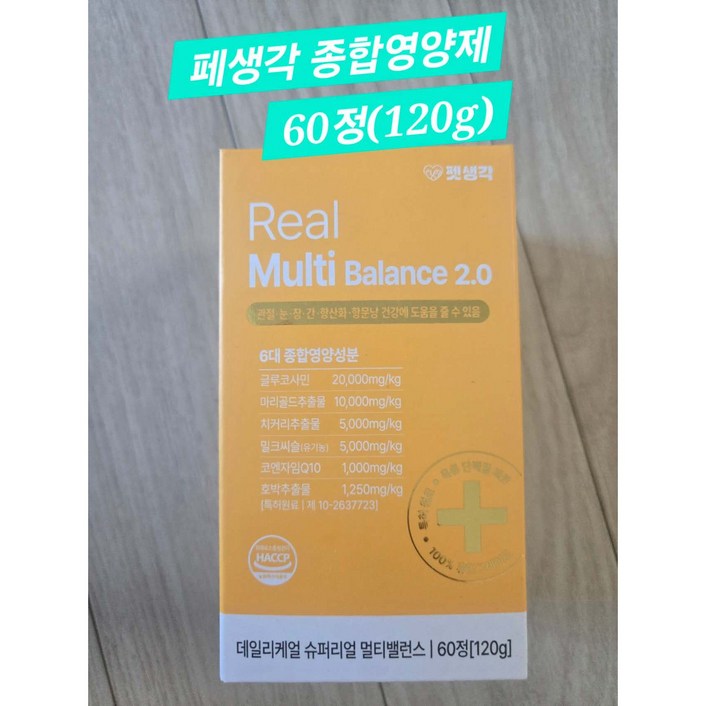 페생각 종합영양제
60정(120g)
펫생각
Real
Multi Balance 2.0
관절·눈·장·간·항산화·항문낭 건강에 도움을 줄 수 있음
6대 종합영양성분
글루코사민 20,000mg/kg
마리골드추출물 10,000mg/kg
치커리추출물 5,000mg/kg
밀크씨슬(유기농) 5,000mg/kg
코엔자임Q10 1,000mg/kg
호박추출물 1,250mg/kg
[특허원료 | 제 10-2637723]
HACCP
100%
데일리케얼 슈퍼리얼 멀티밸런스 | 60정[120g]